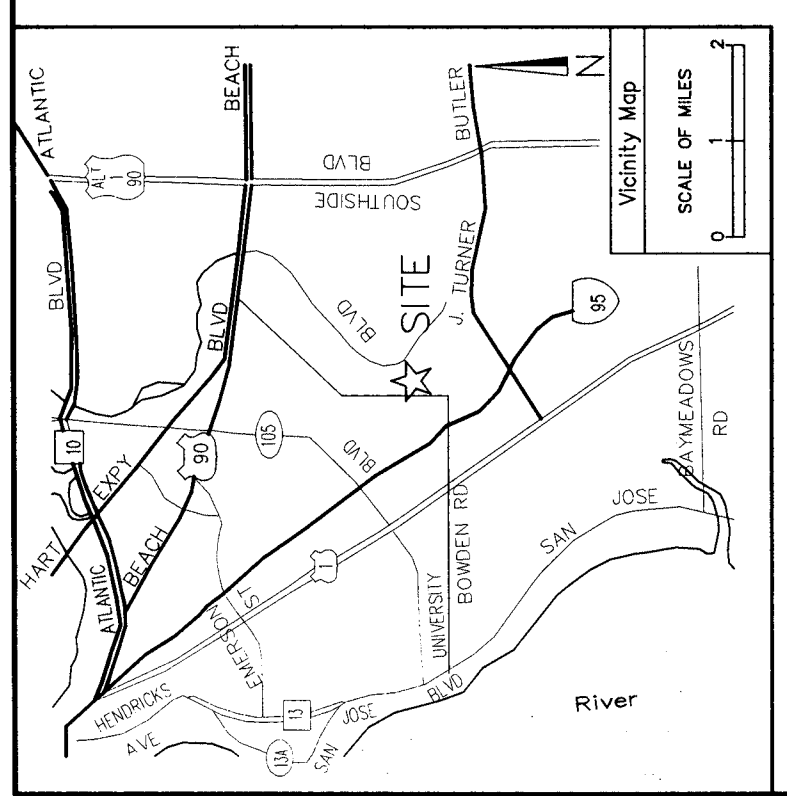 ATLANTIC
ALT
1
90
BEACH
BLVD
SOUTHSIDE
BLVD
HART
EXPY
10
BLVD
90
BEACH
ATLANTIC
105
BLVD
SITE
J. TURNER
BUTLER
N
95
BLVD
1
EMERSON
ST
HENDRICKS
AVE
13
13A
SAN
JOSE
BLVD
UNIVERSITY
BOWDEN RD
SAN
JOSE
BAYMEADOWS
RD
River
Vicinity Map
SCALE OF MILES
0
1
2